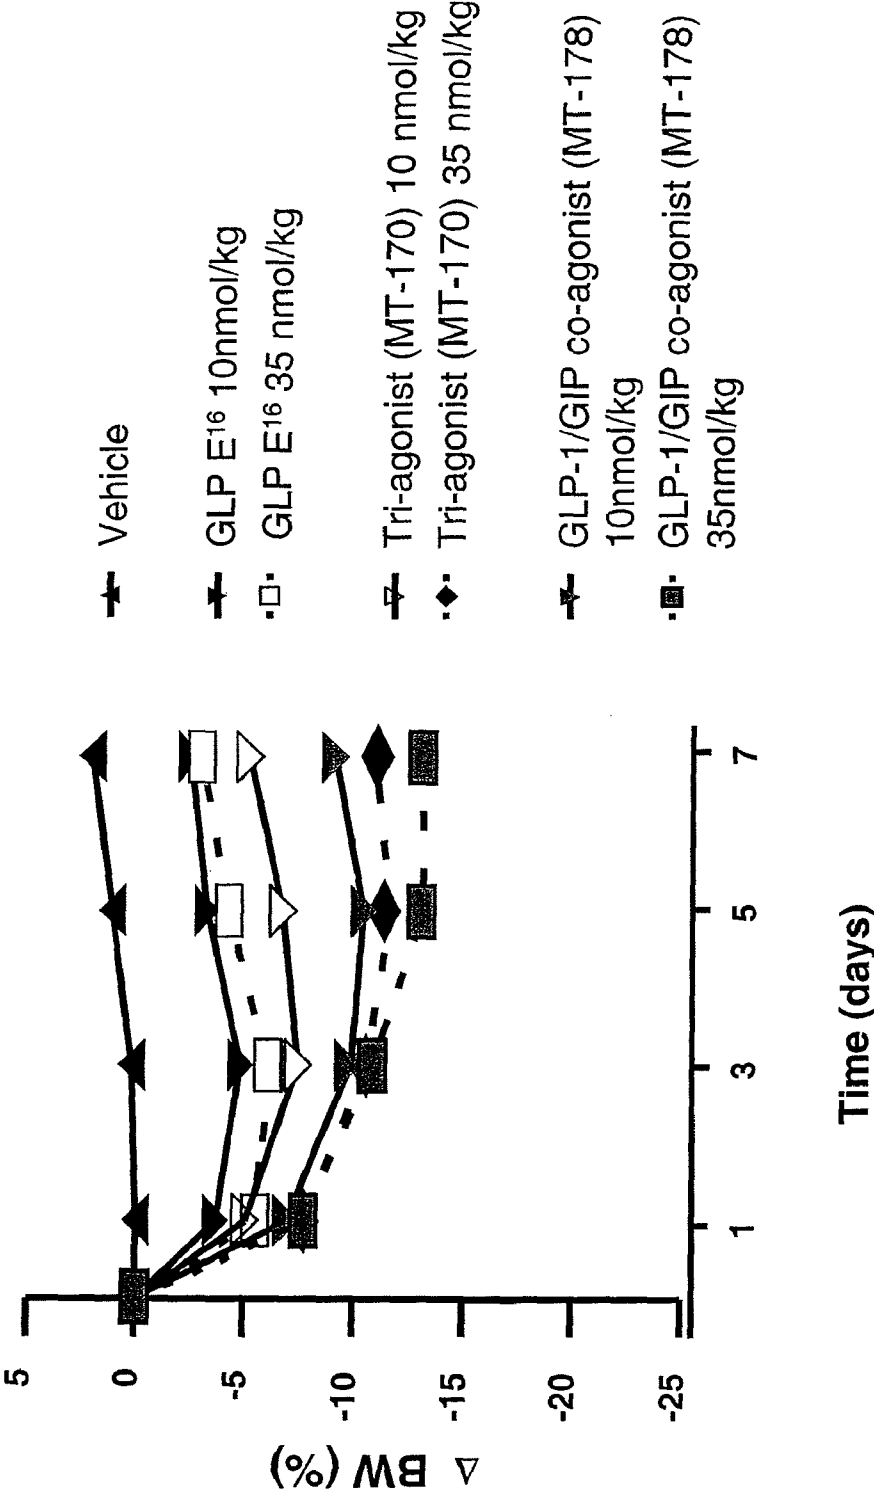 5
0
-5
-10
-15
-20
-25
Δ BW (%)
1
3
5
7
Time (days)
Vehicle
GLP E¹⁶ 10nmol/kg
GLP E¹⁶ 35 nmol/kg
Tri-agonist (MT-170) 10 nmol/kg
Tri-agonist (MT-170) 35 nmol/kg
GLP-1/GIP co-agonist (MT-178)
10nmol/kg
GLP-1/GIP co-agonist (MT-178)
35nmol/kg